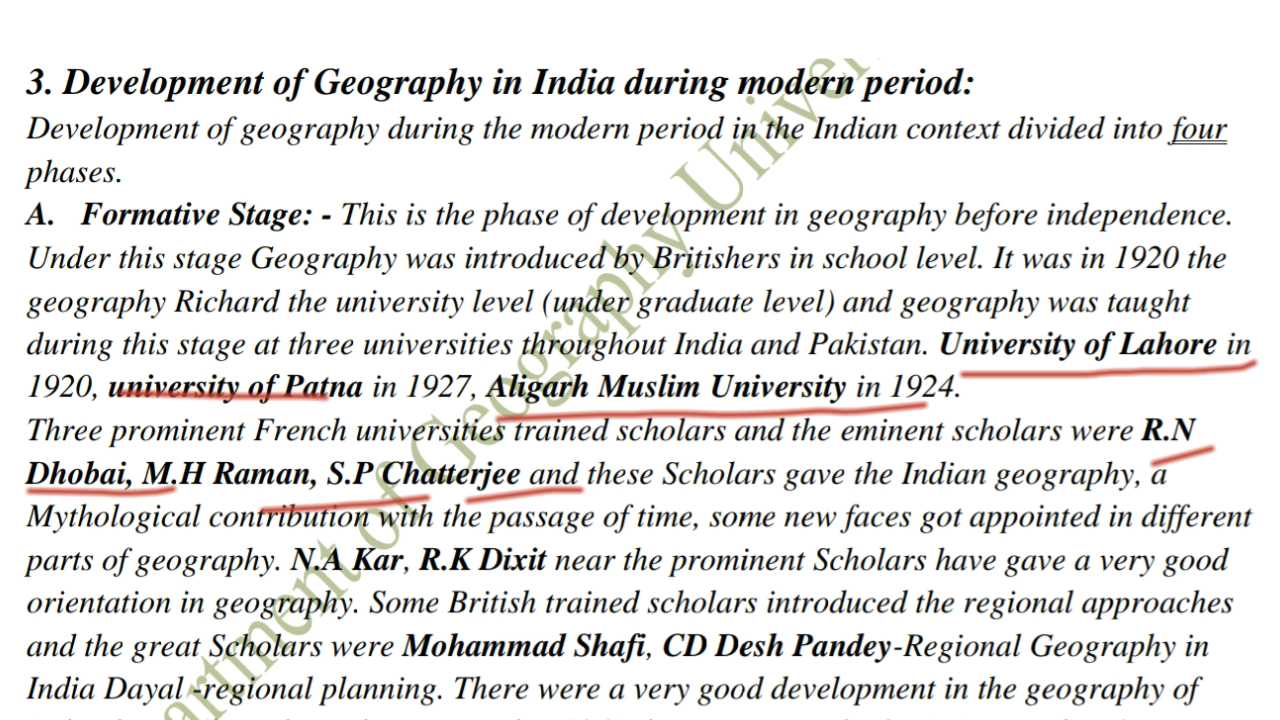 3. Development of Geography in India during modern period:
Development of geography during the modern period in the Indian context divided into four
phases.
A. Formative Stage: - This is the phase of development in geography before independence.
Under this stage Geography was introduced by Britishers in school level. It was in 1920 the
geography Richard the university level (under graduate level) and geography was taught
during this stage at three universities throughout India and Pakistan. University of Lahore in
1920, university of Patna in 1927, Aligarh Muslim University in 1924.
Three prominent French universities trained scholars and the eminent scholars were R.N
Dhobai, M.H Raman, S.P Chatterjee and these Scholars gave the Indian geography, a
Mythological contribution with the passage of time, some new faces got appointed in different
parts of geography. N.A Kar, R.K Dixit near the prominent Scholars have gave a very good
orientation in geography. Some British trained scholars introduced the regional approaches
and the great Scholars were Mohammad Shafi, CD Desh Pandey-Regional Geography in
India Dayal -regional planning. There were a very good development in the geography of
artment of Geography Univer